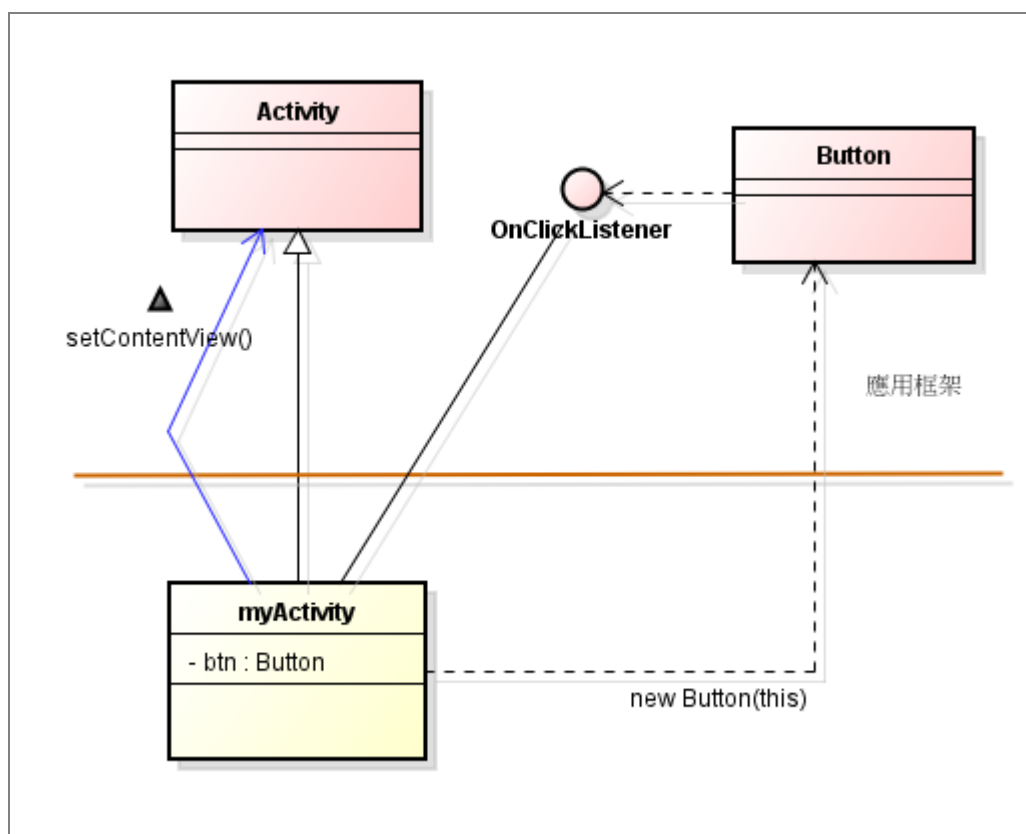 Activity
Button
OnClickListener
setContentView()
應用框架
myActivity
- btn : Button
new Button(this)